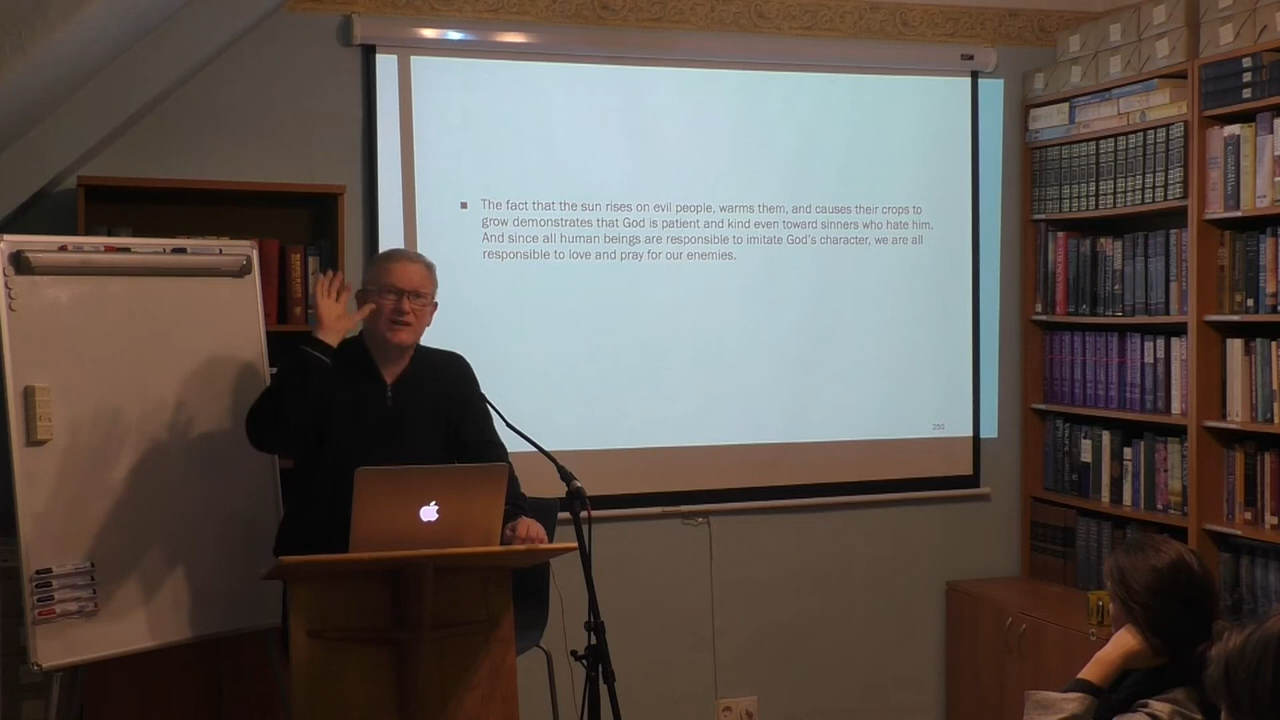 ■ The fact that the sun rises on evil people, warms them, and causes their crops to
grow demonstrates that God is patient and kind even toward sinners who hate him.
And since all human beings are responsible to imitate God's character, we are all
responsible to love and pray for our enemies.
250